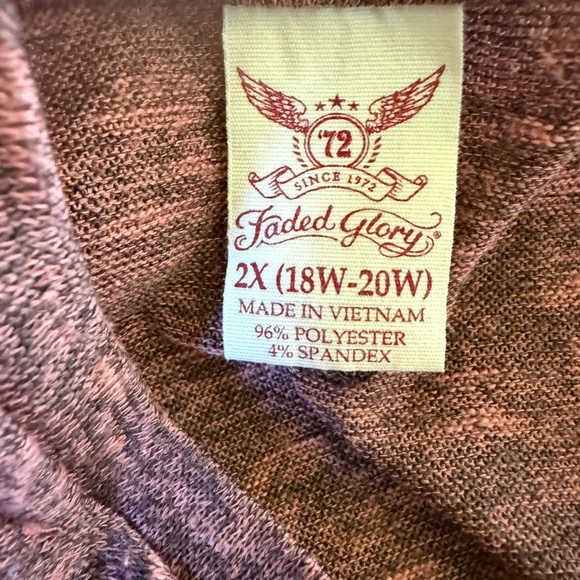 '72
SINCE 1972
Faded Glory®
2X (18W-20W)
MADE IN VIETNAM
96% POLYESTER
4% SPANDEX